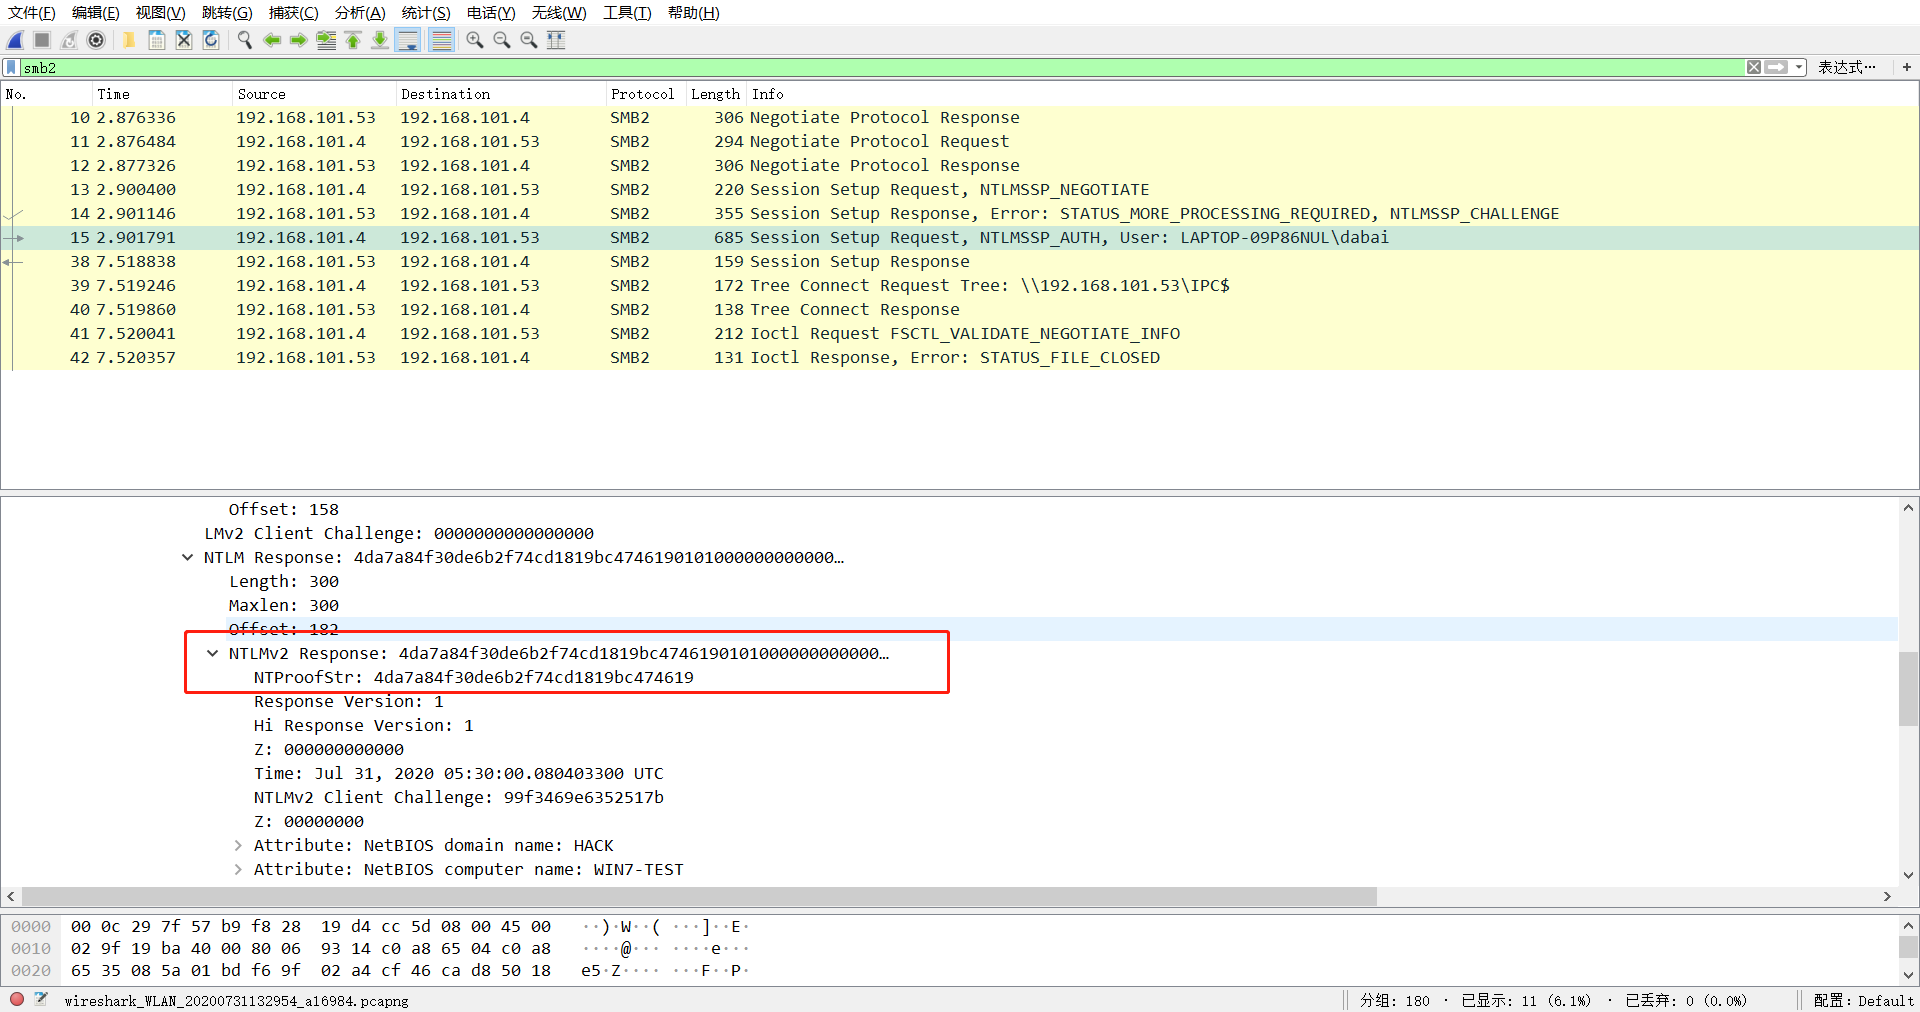 文件(F) 编辑(E) 视图(V) 跳转(G) 捕获(C) 分析(A) 统计(S) 电话(Y) 无线(W) 工具(T) 帮助(H)
smb2 表达式… +
No. Time Source Destination Protocol Length Info
10 2.876336 192.168.101.53 192.168.101.4 SMB2 306 Negotiate Protocol Response
11 2.876484 192.168.101.4 192.168.101.53 SMB2 294 Negotiate Protocol Request
12 2.877326 192.168.101.53 192.168.101.4 SMB2 306 Negotiate Protocol Response
13 2.900400 192.168.101.4 192.168.101.53 SMB2 220 Session Setup Request, NTLMSSP_NEGOTIATE
14 2.901146 192.168.101.53 192.168.101.4 SMB2 355 Session Setup Response, Error: STATUS_MORE_PROCESSING_REQUIRED, NTLMSSP_CHALLENGE
15 2.901791 192.168.101.4 192.168.101.53 SMB2 685 Session Setup Request, NTLMSSP_AUTH, User: LAPTOP-09P86NUL\dabai
38 7.518838 192.168.101.53 192.168.101.4 SMB2 159 Session Setup Response
39 7.519246 192.168.101.4 192.168.101.53 SMB2 172 Tree Connect Request Tree: \\192.168.101.53\IPC$
40 7.519860 192.168.101.53 192.168.101.4 SMB2 138 Tree Connect Response
41 7.520041 192.168.101.4 192.168.101.53 SMB2 212 Ioctl Request FSCTL_VALIDATE_NEGOTIATE_INFO
42 7.520357 192.168.101.53 192.168.101.4 SMB2 131 Ioctl Response, Error: STATUS_FILE_CLOSED
Offset: 158
LMv2 Client Challenge: 0000000000000000
NTLM Response: 4da7a84f30de6b2f74cd1819bc4746190101000000000000…
Length: 300
Maxlen: 300
Offset: 182
NTLMv2 Response: 4da7a84f30de6b2f74cd1819bc4746190101000000000000…
NTProofStr: 4da7a84f30de6b2f74cd1819bc474619
Response Version: 1
Hi Response Version: 1
Z: 000000000000
Time: Jul 31, 2020 05:30:00.080403300 UTC
NTLMv2 Client Challenge: 99f3469e6352517b
Z: 00000000
Attribute: NetBIOS domain name: HACK
Attribute: NetBIOS computer name: WIN7-TEST
0000 00 0c 29 7f 57 b9 f8 28 19 d4 cc 5d 08 00 45 00 ··)·W··( ···]··E·
0010 02 9f 19 ba 40 00 80 06 93 14 c0 a8 65 04 c0 a8 ····@··· ····e···
0020 65 35 08 5a 01 bd f6 9f 02 a4 cf 46 ca d8 50 18 e5·Z···· ···F··P·
wireshark_WLAN_20200731132954_a16984.pcapng 分组: 180 · 已显示: 11 (6.1%) · 已丢弃: 0 (0.0%) 配置: Default